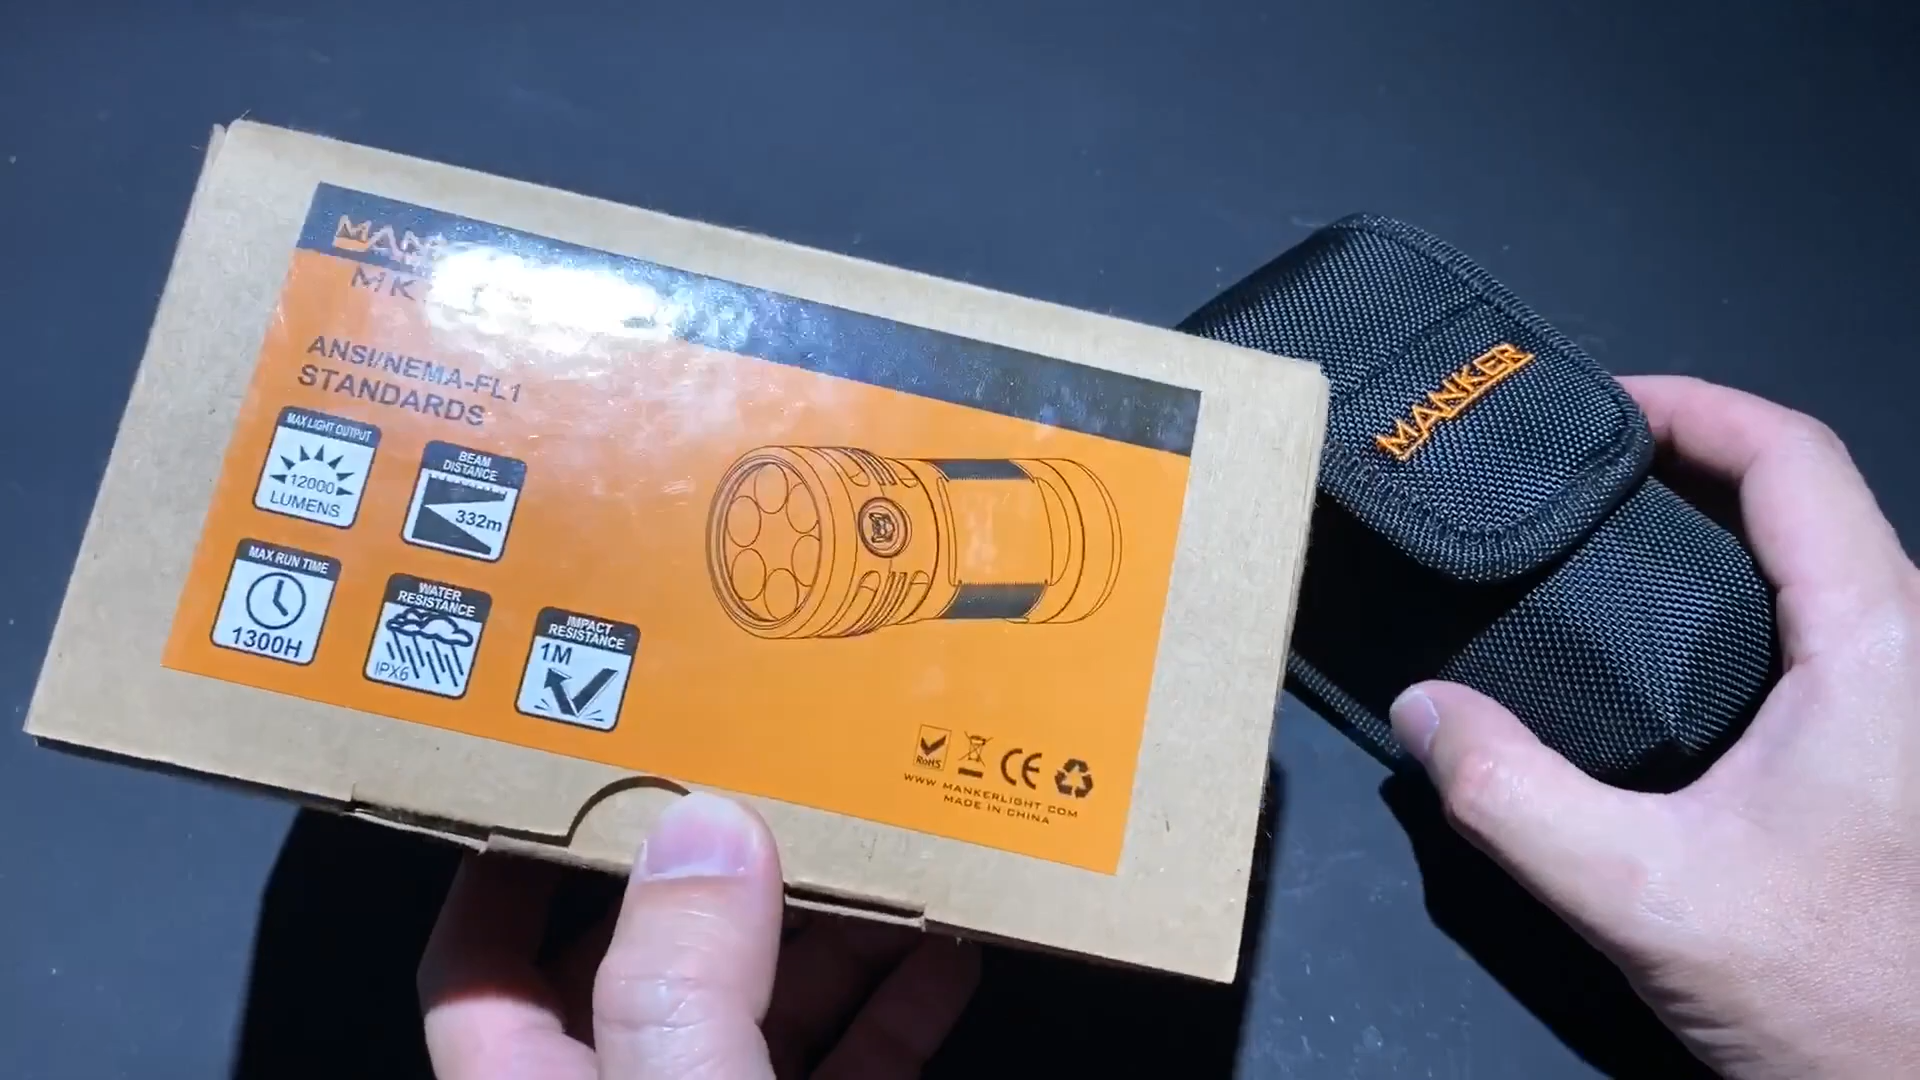 ANSI/NEMA-FL1
STANDARDS
MAX LIGHT OUTPUT
12000
LUMENS
BEAM
DISTANCE
332m
MAX RUN TIME
1300H
WATER
RESISTANCE
IPX6
IMPACT
RESISTANCE
1M
RoHS
CE
WWW MANKERLIGHT COM
MADE IN CHINA
MANKER